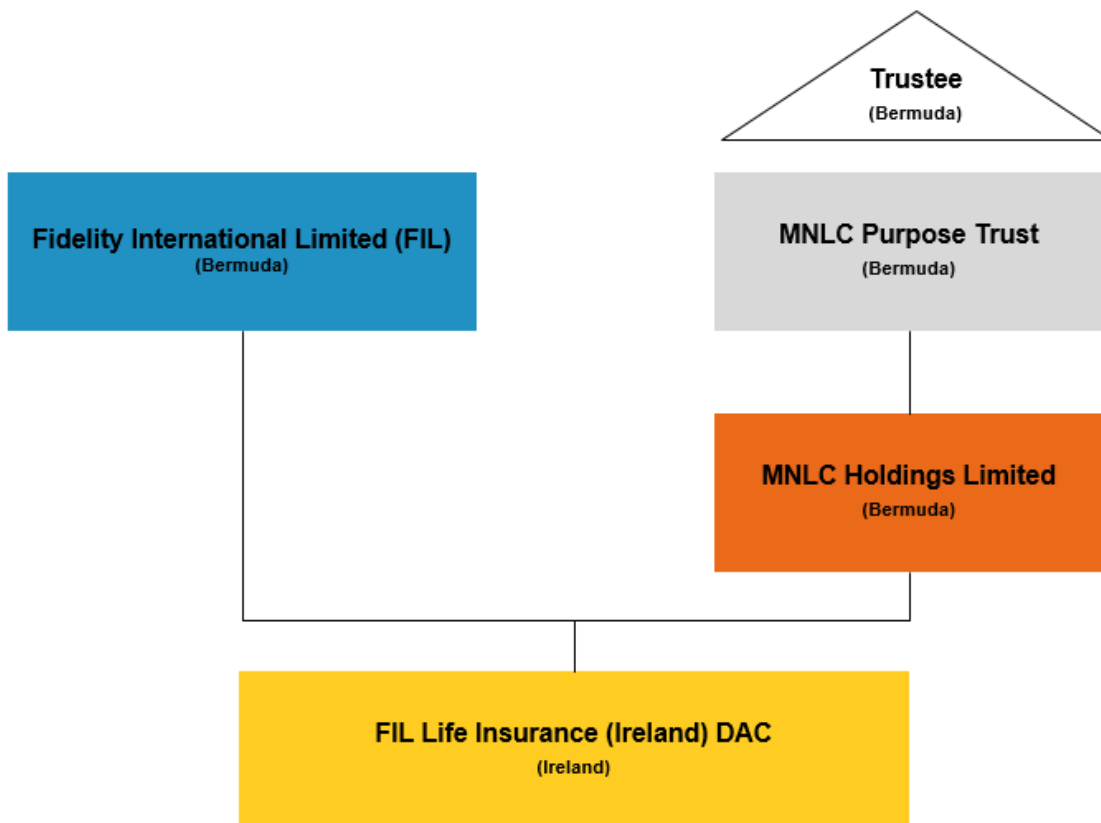 Trustee
(Bermuda)
Fidelity International Limited (FIL)
(Bermuda)
MNLC Purpose Trust
(Bermuda)
MNLC Holdings Limited
(Bermuda)
FIL Life Insurance (Ireland) DAC
(Ireland)